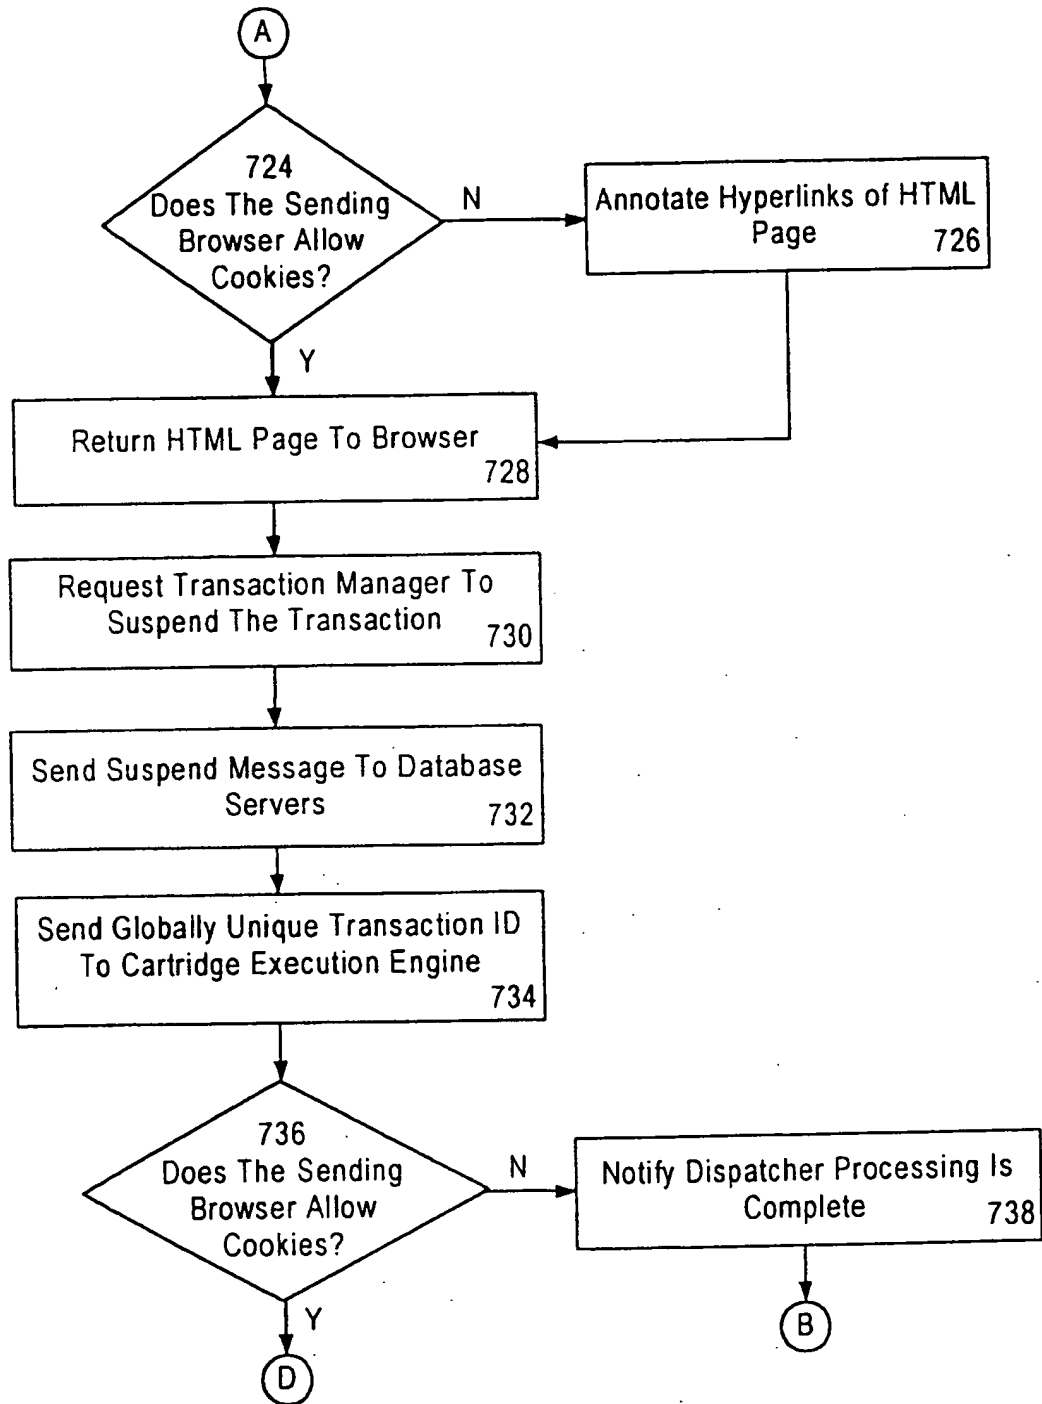 A
724
Does The Sending
Browser Allow
Cookies?
N
Annotate Hyperlinks of HTML
Page
726
Y
Return HTML Page To Browser
728
Request Transaction Manager To
Suspend The Transaction
730
Send Suspend Message To Database
Servers
732
Send Globally Unique Transaction ID
To Cartridge Execution Engine
734
736
Does The Sending
Browser Allow
Cookies?
N
Notify Dispatcher Processing Is
Complete
738
Y
B
D